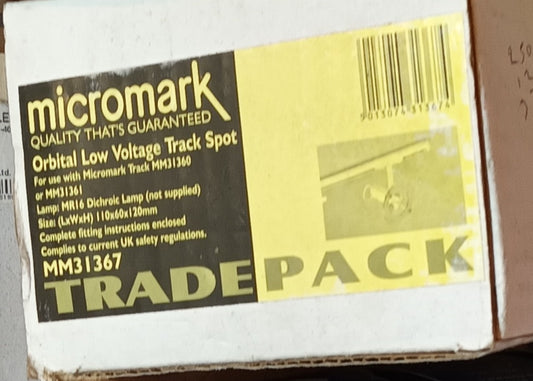 micromark
QUALITY THAT'S GUARANTEED
Orbital Low Voltage Track Spot
For use with Micromark Track MM31360
or MM31361
Lamp: MR16 Dichroic Lamp (not supplied)
Size: (LxWxH) 110x60x120mm
Complete fitting instructions enclosed
Complies to current UK safety regulations.
MM31367
TRADEPACK
5013674 313674